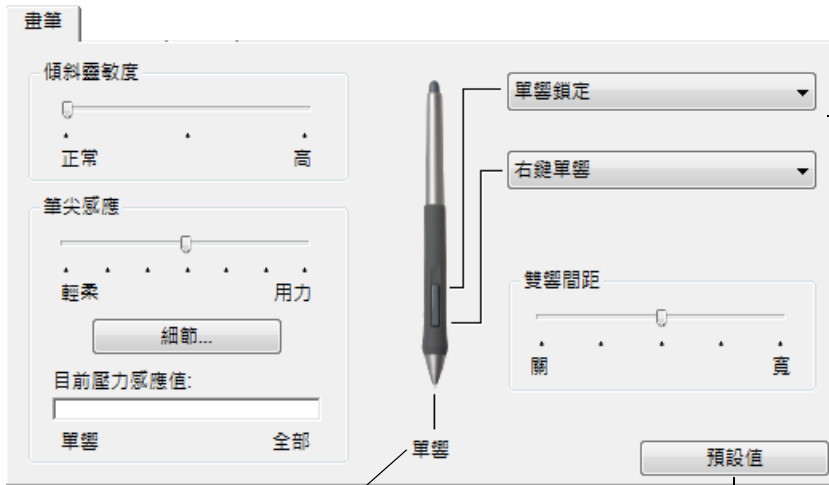 畫筆
傾斜靈敏度
正常 高
筆尖感應
輕柔 用力
細節...
目前壓力感應值:
單響 全部
單響鎖定
右鍵單響
雙響間距
關 寬
單響
預設值